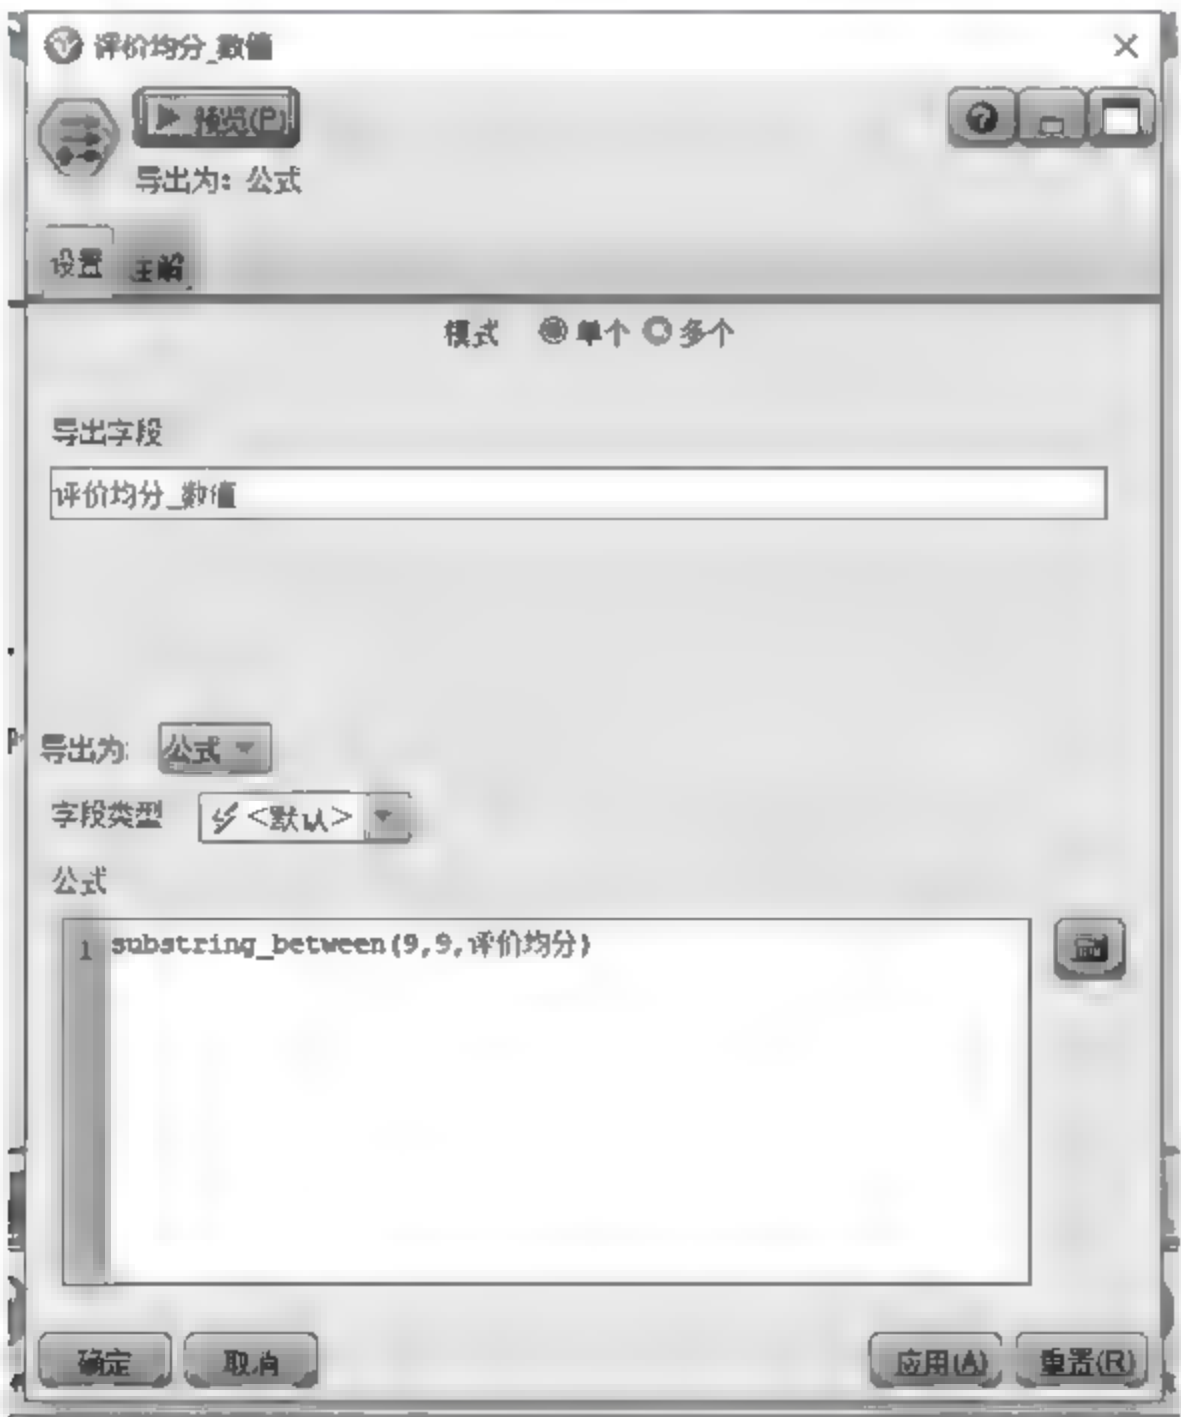 评价均分_数值
预览(P)
导出为: 公式
设置 注解
模式 单个 多个
导出字段
评价均分_数值
导出为: 公式
字段类型 <默认>
公式
1 substring_between(9,9,评价均分)
确定 取消 应用(A) 重置(R)